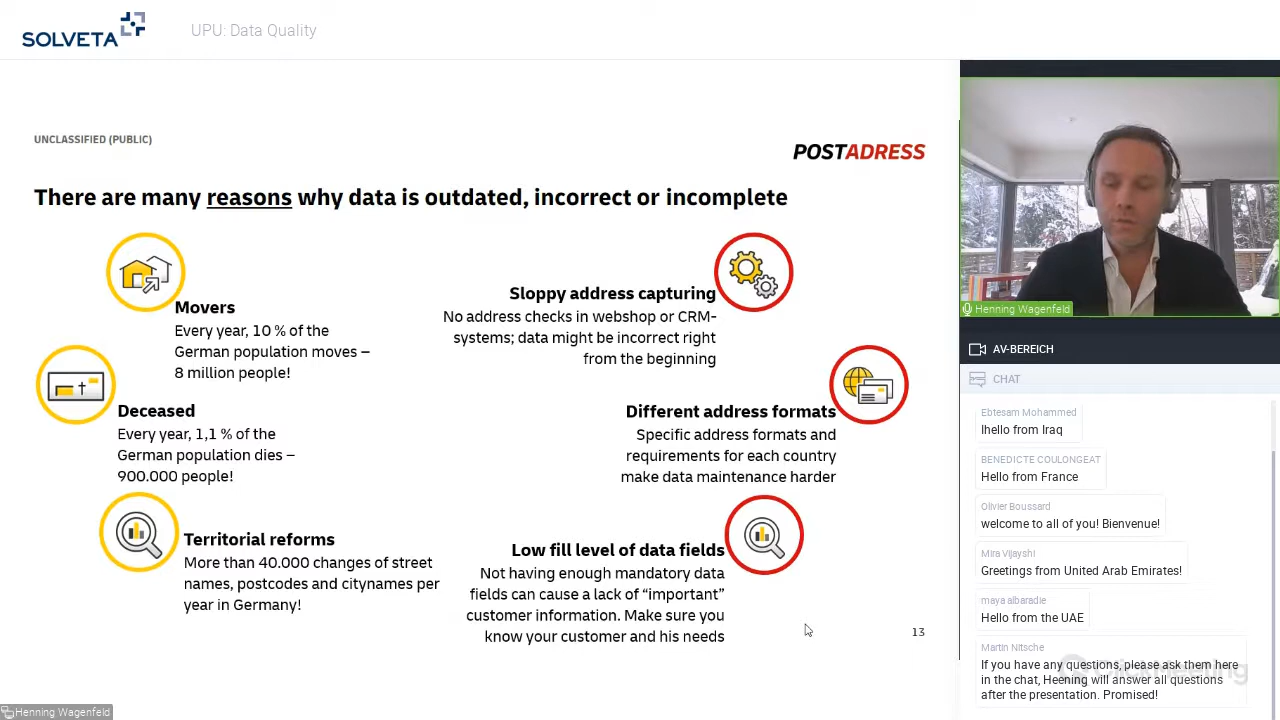 SOLVETA
UPU: Data Quality
UNCLASSIFIED (PUBLIC)
POSTADRESS
There are many reasons why data is outdated, incorrect or incomplete
Movers
Every year, 10 % of the
German population moves –
8 million people!
Deceased
Every year, 1,1 % of the
German population dies –
900.000 people!
Territorial reforms
More than 40.000 changes of street
names, postcodes and citynames per
year in Germany!
Sloppy address capturing
No address checks in webshop or CRM-
systems; data might be incorrect right
from the beginning
Different address formats
Specific address formats and
requirements for each country
make data maintenance harder
Low fill level of data fields
Not having enough mandatory data
fields can cause a lack of “important”
customer information. Make sure you
know your customer and his needs
13
Henning Wagenfeld
Henning Wagenfeld
AV-BEREICH
CHAT
Ebtesam Mohammed
Ihello from Iraq
BENEDICTE COULONGEAT
Hello from France
Olivier Boussard
welcome to all of you! Bienvenue!
Mira Vijayshi
Greetings from United Arab Emirates!
maya albaradie
Hello from the UAE
Martin Nitsche
If you have any questions, please ask them here
in the chat, Heening will answer all questions
after the presentation. Promised!